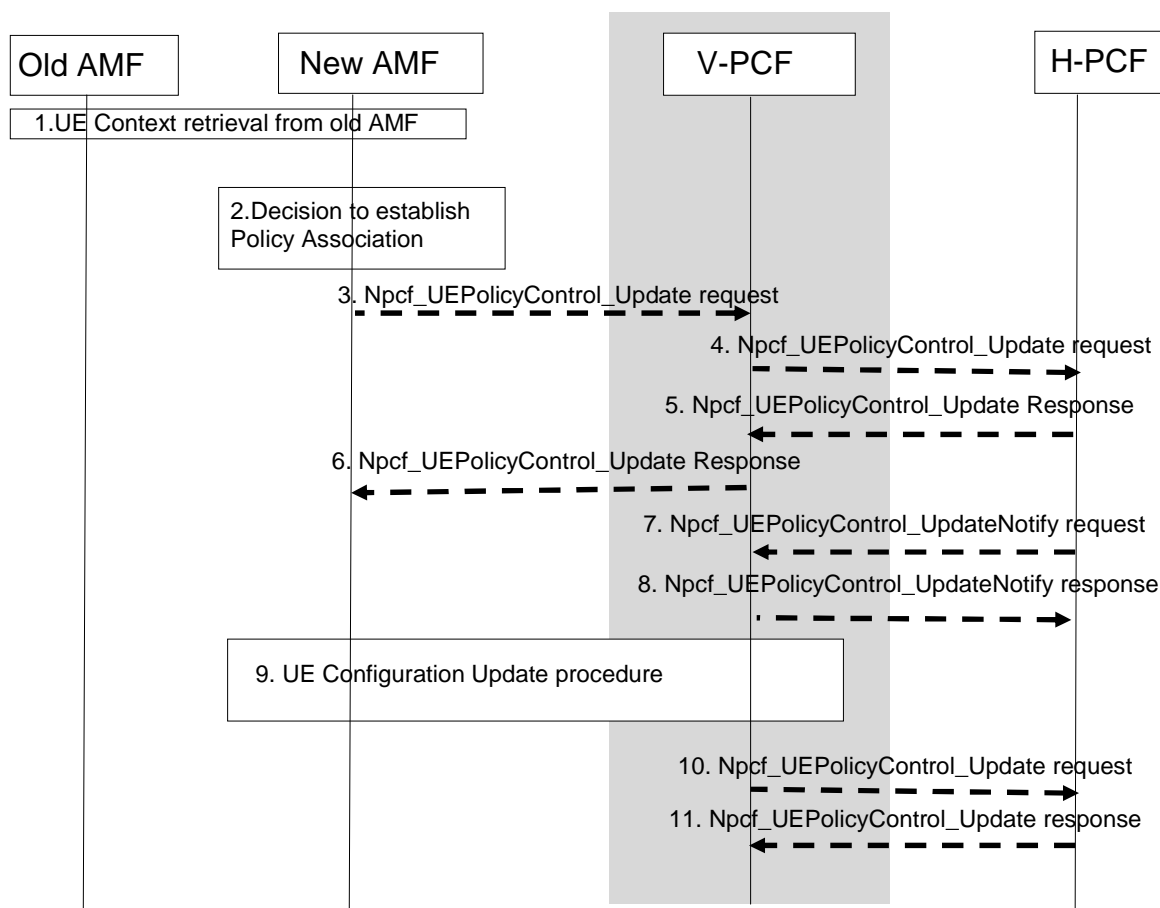 Old AMF
New AMF
V-PCF
H-PCF
1.UE Context retrieval from old AMF
2.Decision to establish
Policy Association
3. Npcf_UEPolicyControl_Update request
4. Npcf_UEPolicyControl_Update request
5. Npcf_UEPolicyControl_Update Response
6. Npcf_UEPolicyControl_Update Response
7. Npcf_UEPolicyControl_UpdateNotify request
8. Npcf_UEPolicyControl_UpdateNotify response
9. UE Configuration Update procedure
10. Npcf_UEPolicyControl_Update request
11. Npcf_UEPolicyControl_Update response